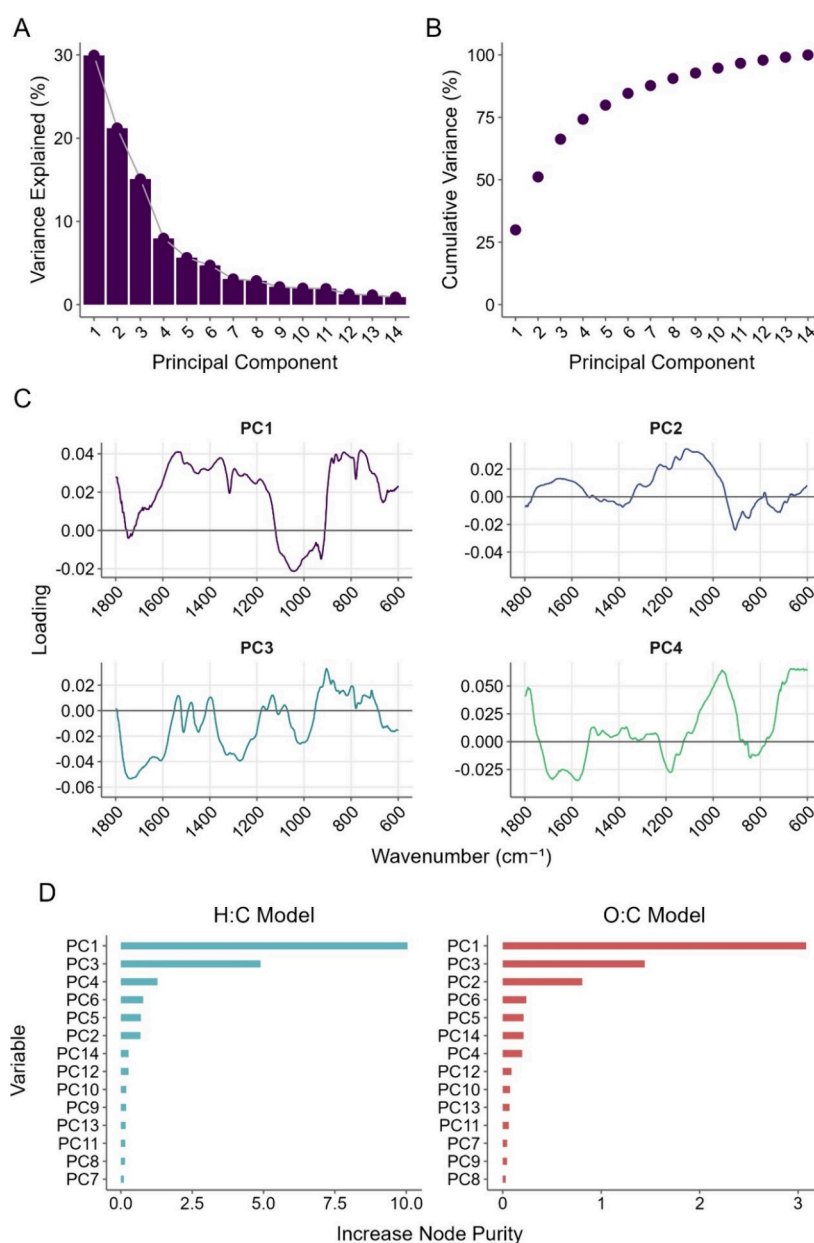 A
Variance Explained (%)
30
20
10
0
1 2 3 4 5 6 7 8 9 10 11 12 13 14
Principal Component
B
Cumulative Variance (%)
100
75
50
25
0
1 2 3 4 5 6 7 8 9 10 11 12 13 14
Principal Component
C
Loading
PC1
0.04
0.02
0.00
-0.02
1800 1600 1400 1200 1000 800 600
PC2
0.02
0.00
-0.02
-0.04
1800 1600 1400 1200 1000 800 600
PC3
0.02
0.00
-0.02
-0.04
-0.06
1800 1600 1400 1200 1000 800 600
PC4
0.050
0.025
0.000
-0.025
1800 1600 1400 1200 1000 800 600
Wavenumber (cm⁻¹)
D
Variable
H:C Model
PC1
PC3
PC4
PC6
PC5
PC2
PC14
PC12
PC10
PC9
PC13
PC11
PC8
PC7
0.0 2.5 5.0 7.5 10.0
O:C Model
PC1
PC3
PC2
PC6
PC5
PC14
PC4
PC12
PC10
PC13
PC11
PC7
PC9
PC8
0 1 2 3
Increase Node Purity